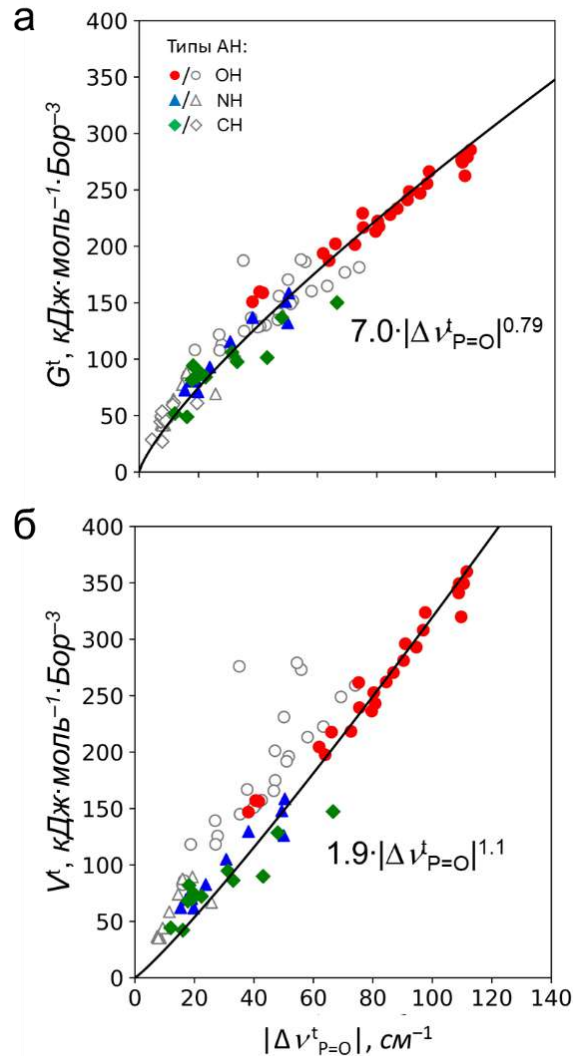 а
400
350
300
250
200
150
100
50
0
Gᵗ, кДж·моль⁻¹·Бор⁻³
Типы АН:
/ OH
/ NH
/ CH
7.0·|Δνᵗ_P=O|^0.79
б
400
350
300
250
200
150
100
50
0
Vᵗ, кДж·моль⁻¹·Бор⁻³
1.9·|Δνᵗ_P=O|^1.1
0 20 40 60 80 100 120 140
|Δνᵗ_P=O|, см⁻¹